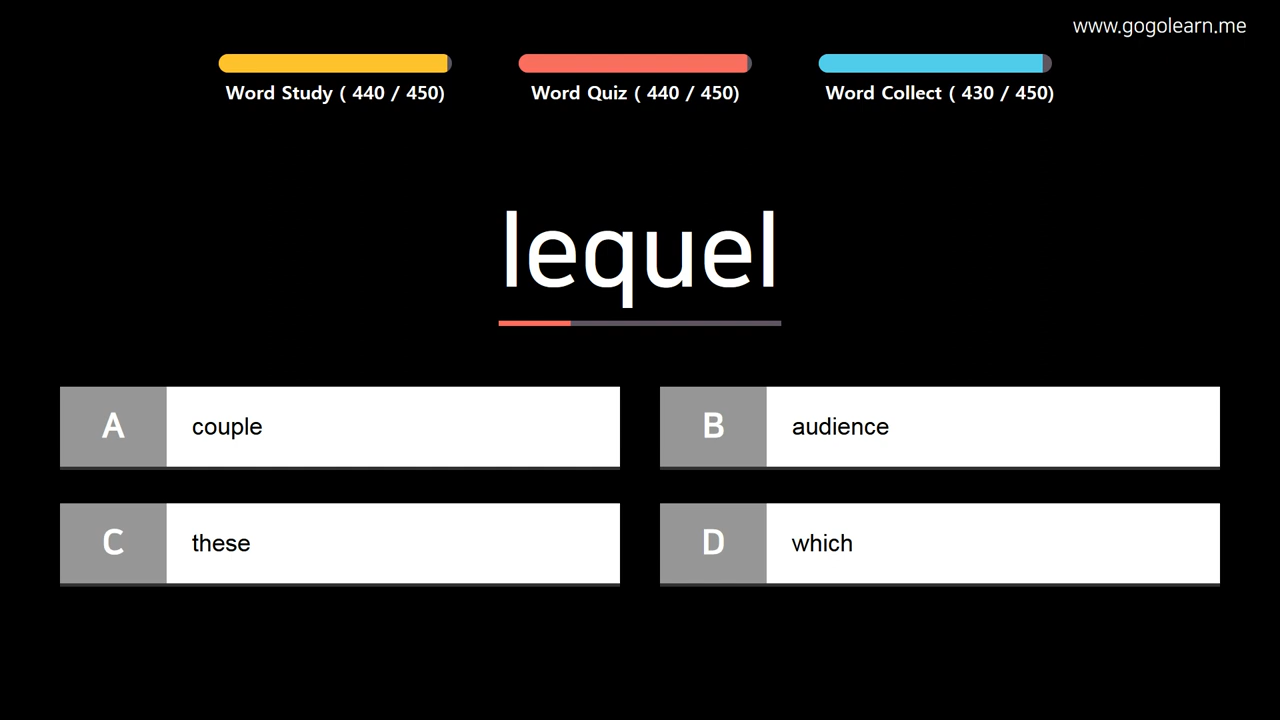 www.gogolearn.me
Word Study ( 440 / 450)
Word Quiz ( 440 / 450)
Word Collect ( 430 / 450)
lequel
A couple
B audience
C these
D which